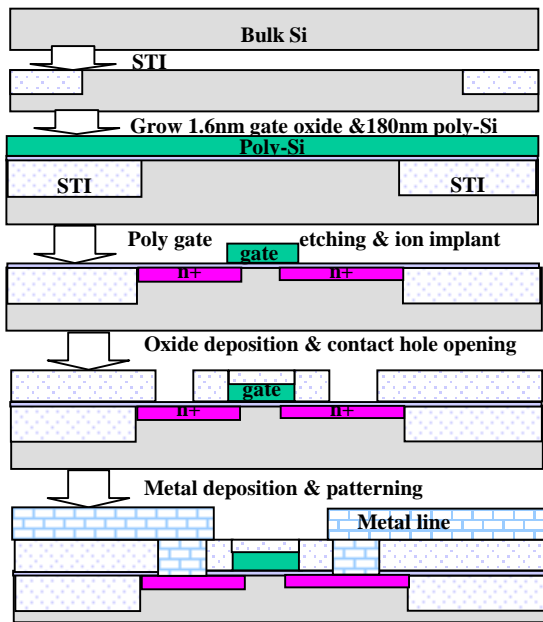 Bulk Si
STI
Grow 1.6nm gate oxide &180nm poly-Si
Poly-Si
STI STI
Poly gate etching & ion implant
gate
n+ n+
Oxide deposition & contact hole opening
gate
n+ n+
Metal deposition & patterning
Metal line